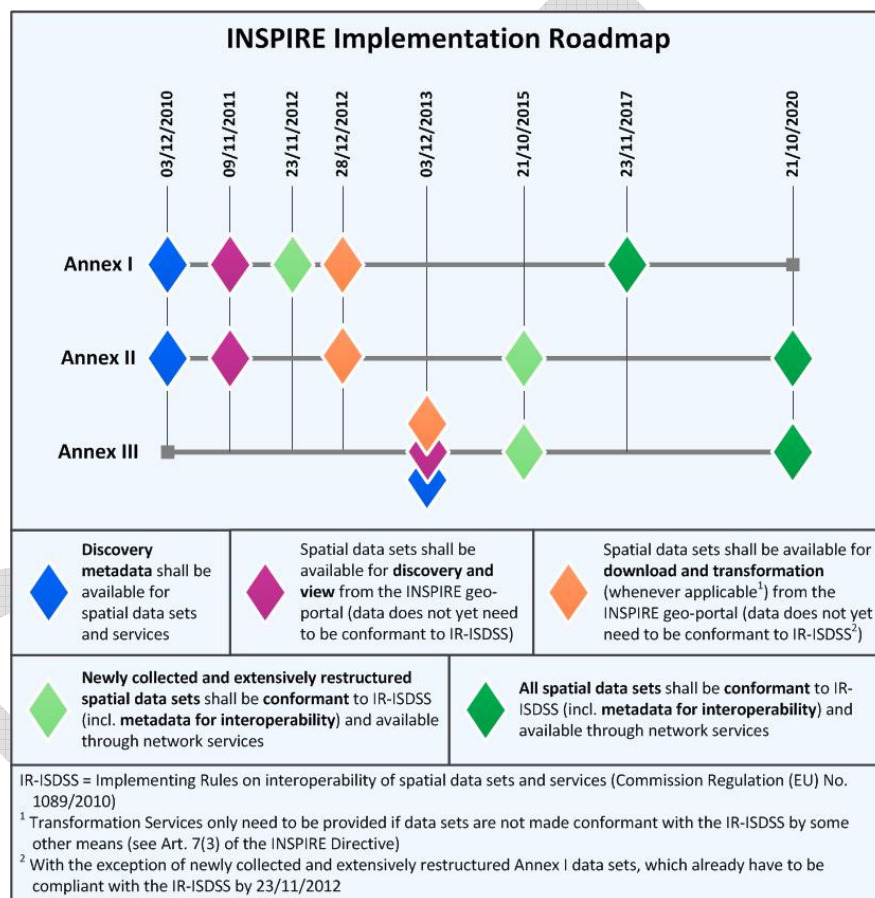 INSPIRE Implementation Roadmap
03/12/2010
09/11/2011
23/11/2012
28/12/2012
03/12/2013
21/10/2015
23/11/2017
21/10/2020
Annex I
Annex II
Annex III
Discovery
metadata shall be
available for
spatial data sets
and services
Spatial data sets shall be
available for discovery and
view from the INSPIRE geo-
portal (data does not yet need
to be conformant to IR-ISDSS)
Spatial data sets shall be available for
download and transformation
(whenever applicable¹) from the
INSPIRE geo-portal (data does not yet
need to be conformant to IR-ISDSS²)
Newly collected and extensively restructured
spatial data sets shall be conformant to IR-ISDSS
(incl. metadata for interoperability) and available
through network services
All spatial data sets shall be conformant to IR-
ISDSS (incl. metadata for interoperability) and
available through network services
IR-ISDSS = Implementing Rules on interoperability of spatial data sets and services (Commission Regulation (EU) No.
1089/2010)
¹ Transformation Services only need to be provided if data sets are not made conformant with the IR-ISDSS by some
other means (see Art. 7(3) of the INSPIRE Directive)
² With the exception of newly collected and extensively restructured Annex I data sets, which already have to be
compliant with the IR-ISDSS by 23/11/2012